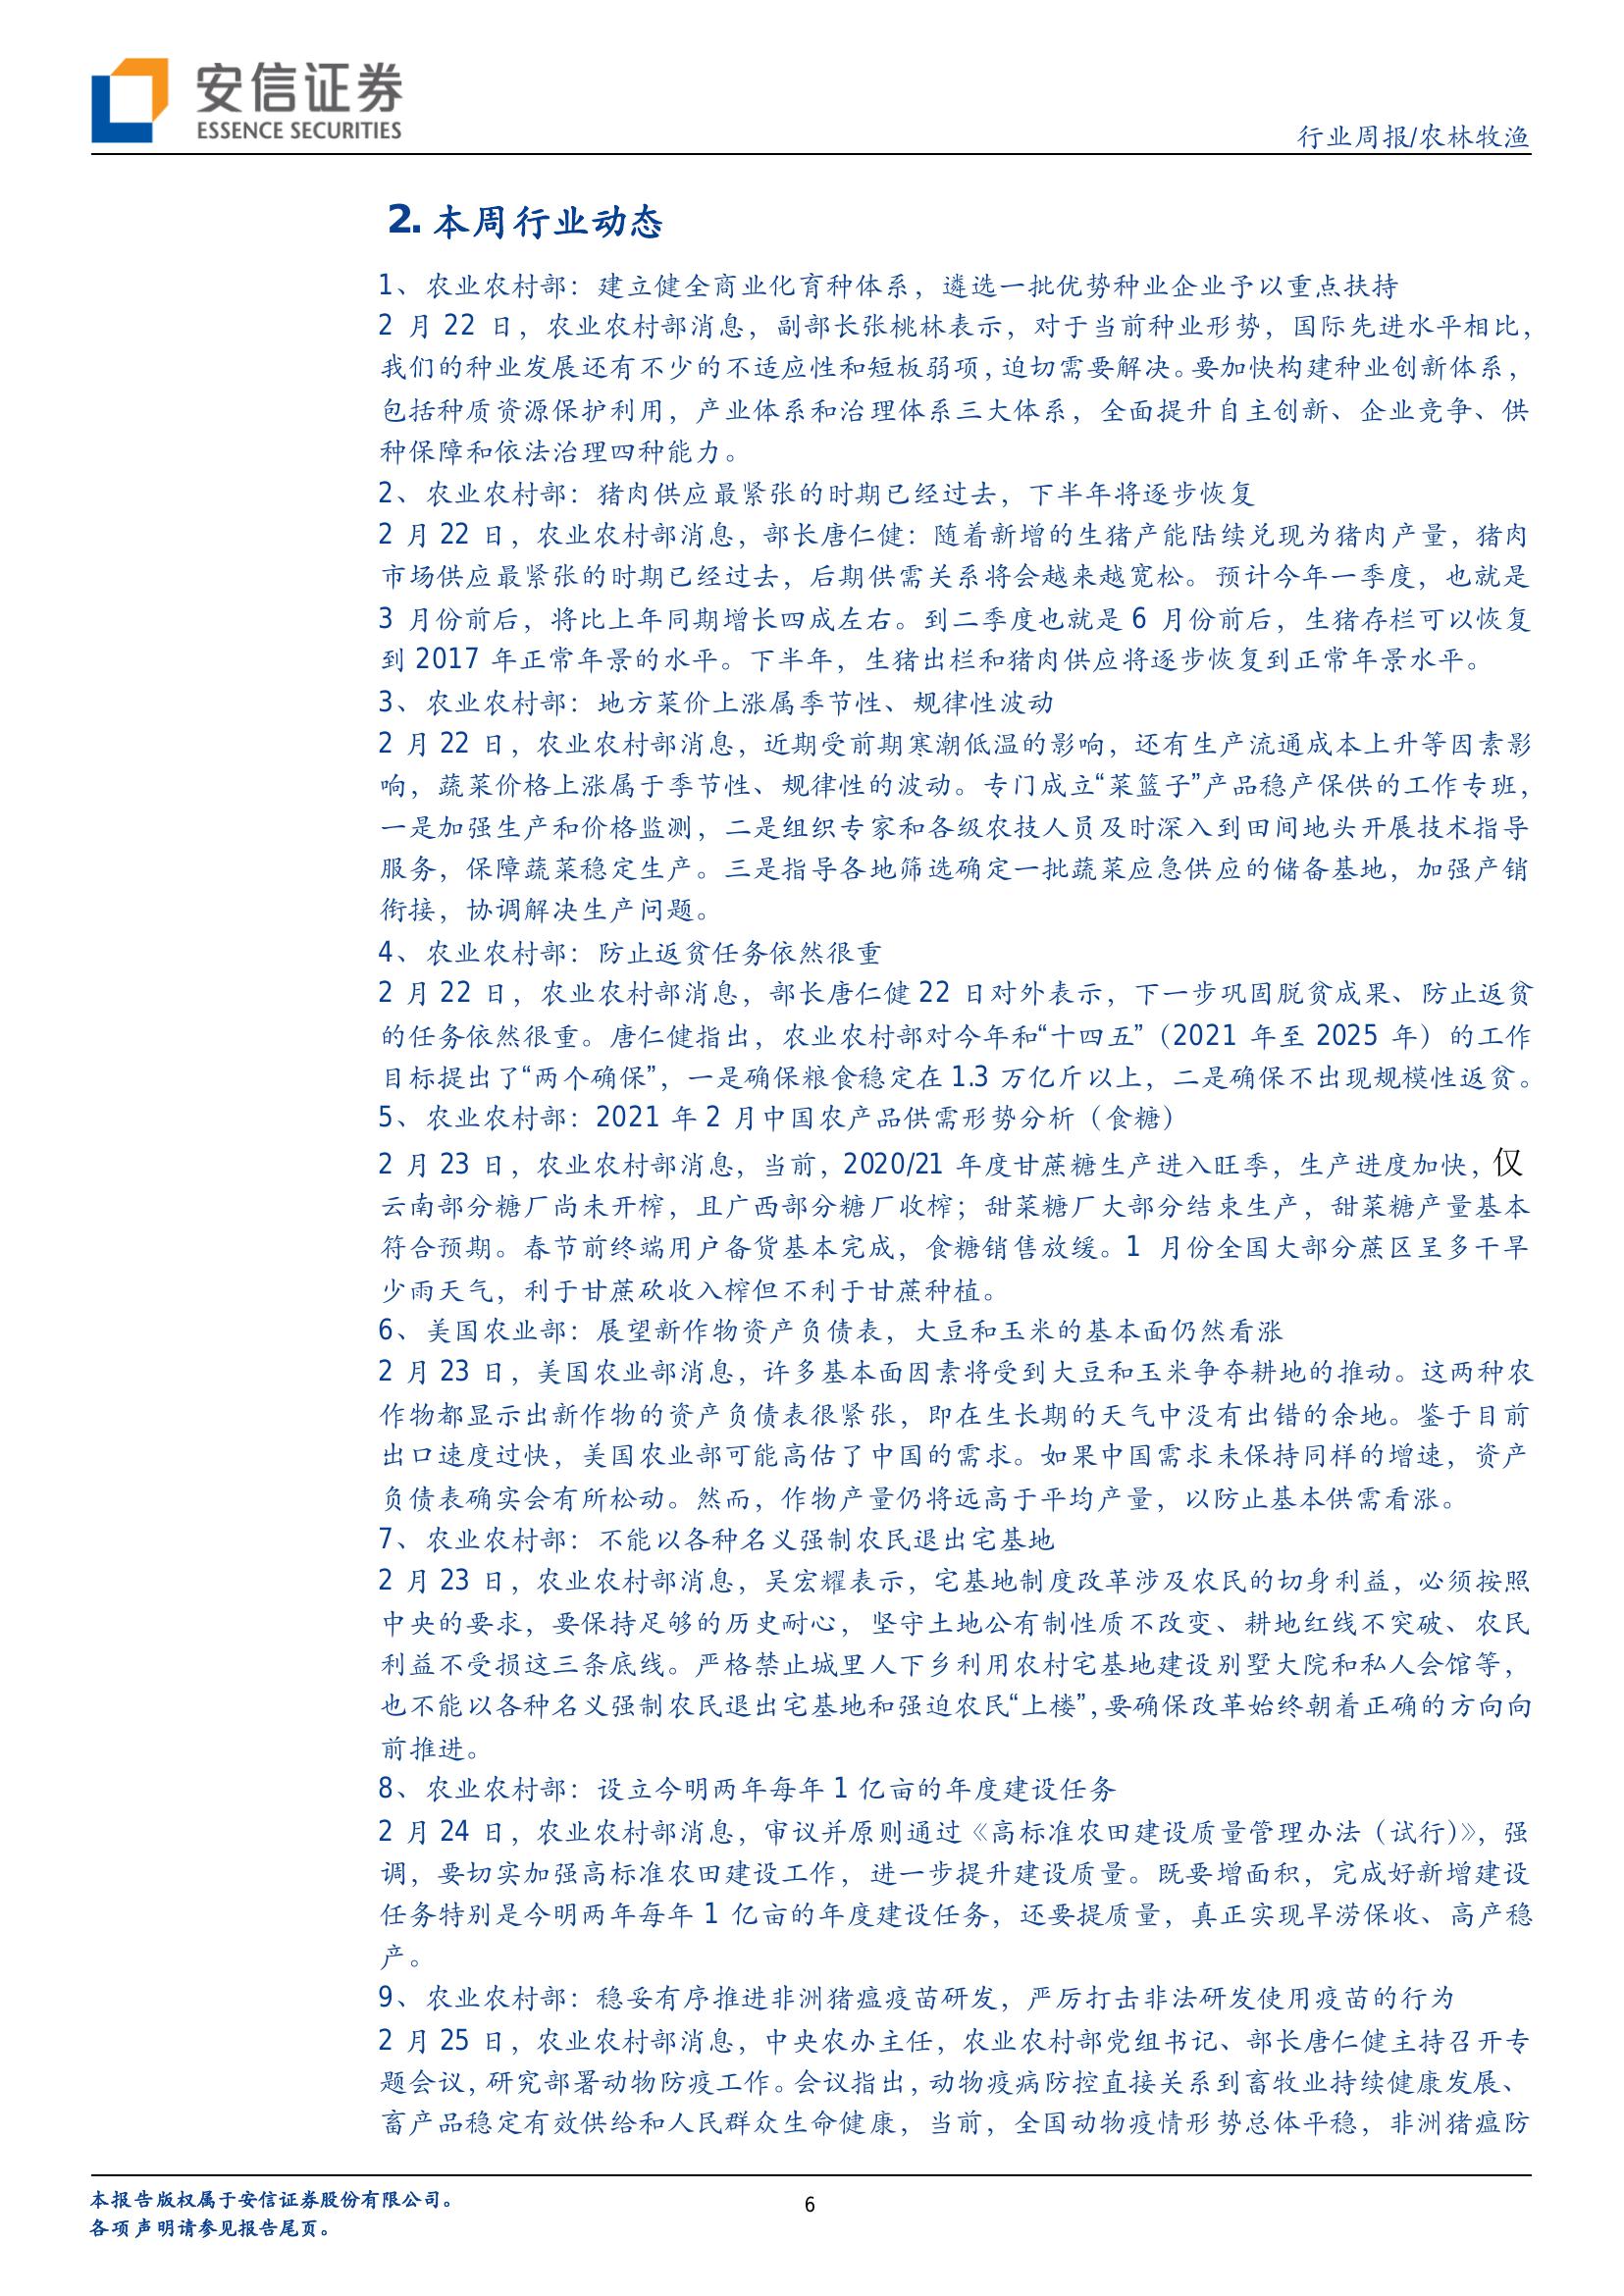 安信证券
ESSENCE SECURITIES
行业周报/农林牧渔
2. 本周行业动态
1、农业农村部：建立健全商业化育种体系，遴选一批优势种业企业予以重点扶持
2 月 22 日，农业农村部消息，副部长张桃林表示，对于当前种业形势，国际先进水平相比，
我们的种业发展还有不少的不适应性和短板弱项，迫切需要解决。要加快构建种业创新体系，
包括种质资源保护利用，产业体系和治理体系三大体系，全面提升自主创新、企业竞争、供
种保障和依法治理四种能力。
2、农业农村部：猪肉供应最紧张的时期已经过去，下半年将逐步恢复
2 月 22 日，农业农村部消息，部长唐仁健：随着新增的生猪产能陆续兑现为猪肉产量，猪肉
市场供应最紧张的时期已经过去，后期供需关系将会越来越宽松。预计今年一季度，也就是
3 月份前后，将比上年同期增长四成左右。到二季度也就是 6 月份前后，生猪存栏可以恢复
到 2017 年正常年景的水平。下半年，生猪出栏和猪肉供应将逐步恢复到正常年景水平。
3、农业农村部：地方菜价上涨属季节性、规律性波动
2 月 22 日，农业农村部消息，近期受前期寒潮低温的影响，还有生产流通成本上升等因素影
响，蔬菜价格上涨属于季节性、规律性的波动。专门成立“菜篮子”产品稳产保供的工作专班，
一是加强生产和价格监测，二是组织专家和各级农技人员及时深入到田间地头开展技术指导
服务，保障蔬菜稳定生产。三是指导各地筛选确定一批蔬菜应急供应的储备基地，加强产销
衔接，协调解决生产问题。
4、农业农村部：防止返贫任务依然很重
2 月 22 日，农业农村部消息，部长唐仁健 22 日对外表示，下一步巩固脱贫成果、防止返贫
的任务依然很重。唐仁健指出，农业农村部对今年和“十四五”（2021 年至 2025 年）的工作
目标提出了“两个确保”，一是确保粮食稳定在 1.3 万亿斤以上，二是确保不出现规模性返贫。
5、农业农村部：2021 年 2 月中国农产品供需形势分析（食糖）
2 月 23 日，农业农村部消息，当前，2020/21 年度甘蔗糖生产进入旺季，生产进度加快，仅
云南部分糖厂尚未开榨，且广西部分糖厂收榨；甜菜糖厂大部分结束生产，甜菜糖产量基本
符合预期。春节前终端用户备货基本完成，食糖销售放缓。1 月份全国大部分蔗区呈多干旱
少雨天气，利于甘蔗砍收入榨但不利于甘蔗种植。
6、美国农业部：展望新作物资产负债表，大豆和玉米的基本面仍然看涨
2 月 23 日，美国农业部消息，许多基本面因素将受到大豆和玉米争夺耕地的推动。这两种农
作物都显示出新作物的资产负债表很紧张，即在生长期的天气中没有出错的余地。鉴于目前
出口速度过快，美国农业部可能高估了中国的需求。如果中国需求未保持同样的增速，资产
负债表确实会有所松动。然而，作物产量仍将远高于平均产量，以防止基本供需看涨。
7、农业农村部：不能以各种名义强制农民退出宅基地
2 月 23 日，农业农村部消息，吴宏耀表示，宅基地制度改革涉及农民的切身利益，必须按照
中央的要求，要保持足够的历史耐心，坚守土地公有制性质不改变、耕地红线不突破、农民
利益不受损这三条底线。严格禁止城里人下乡利用农村宅基地建设别墅大院和私人会馆等，
也不能以各种名义强制农民退出宅基地和强迫农民“上楼”，要确保改革始终朝着正确的方向向
前推进。
8、农业农村部：设立今明两年每年 1 亿亩的年度建设任务
2 月 24 日，农业农村部消息，审议并原则通过《高标准农田建设质量管理办法（试行）》，强
调，要切实加强高标准农田建设工作，进一步提升建设质量。既要增面积，完成好新增建设
任务特别是今明两年每年 1 亿亩的年度建设任务，还要提质量，真正实现旱涝保收、高产稳
产。
9、农业农村部：稳妥有序推进非洲猪瘟疫苗研发，严厉打击非法研发使用疫苗的行为
2 月 25 日，农业农村部消息，中央农办主任，农业农村部党组书记、部长唐仁健主持召开专
题会议，研究部署动物防疫工作。会议指出，动物疫病防控直接关系到畜牧业持续健康发展、
畜产品稳定有效供给和人民群众生命健康，当前，全国动物疫情形势总体平稳，非洲猪瘟防
本报告版权属于安信证券股份有限公司。
各项声明请参见报告尾页。
6